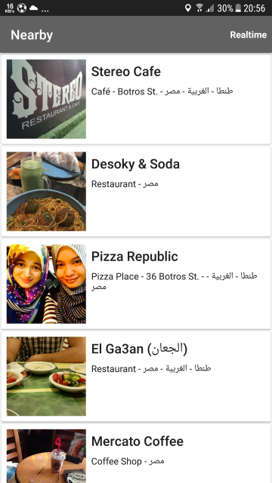 16 KB/s ... 30% 20:56
Nearby Realtime
STEREO
RESTAURANT & CAFE
Stereo Cafe
Café - Botros St. - طنطا - الغربية - مصر
Desoky & Soda
Restaurant - مصر
Pizza Republic
Pizza Place - 36 Botros St. - - طنطا - الغربية
مصر
El Ga3an (الجعان)
Restaurant - طنطا - الغربية - مصر
Mercato Coffee
Coffee Shop - مصر